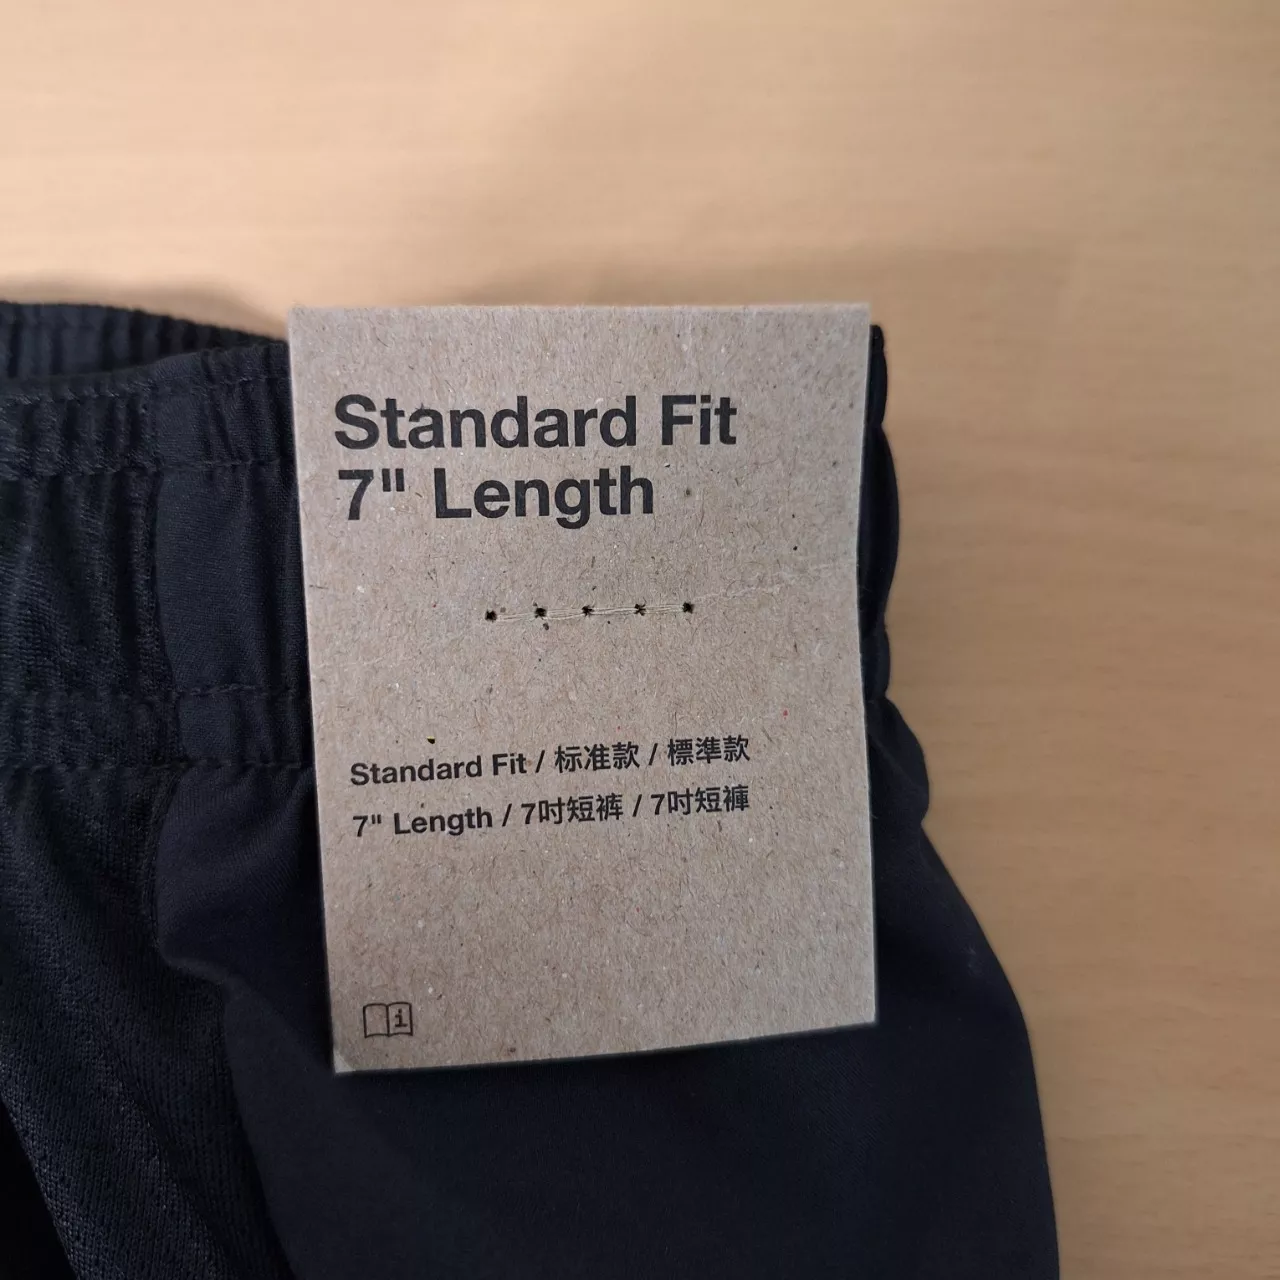 Standard Fit
7" Length
Standard Fit / 标准款 / 標準款
7" Length / 7吋短裤 / 7吋短褲
i